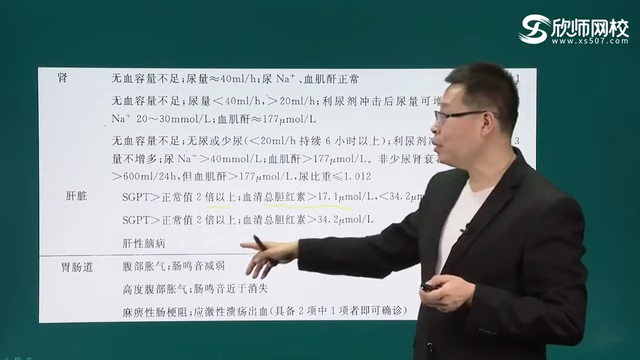 欣师网校
www.xs507.com
肾 无血容量不足;尿量≈40ml/h;尿 Na⁺、血肌酐正常 1
无血容量不足;尿量<40ml/h,>20ml/h;利尿剂冲击后尿量可增
Na⁺ 20~30mmol/L;血肌酐≈177μmol/L
无血容量不足;无尿或少尿(<20ml/h 持续 6 小时以上);利尿剂冲 3
量不增多;尿 Na⁺>40mmol/L;血肌酐>177μmol/L。非少尿肾衰
>600ml/24h,但血肌酐>177μmol/L,尿比重≤1.012
肝脏 SGPT>正常值 2 倍以上;血清总胆红素>17.1μmol/L,<34.2μm
SGPT>正常值 2 倍以上;血清总胆红素>34.2μmol/L
肝性脑病
胃肠道 腹部胀气;肠鸣音减弱
高度腹部胀气;肠鸣音近于消失
麻痹性肠梗阻;应激性溃疡出血(具备 2 项中 1 项者即可确诊)